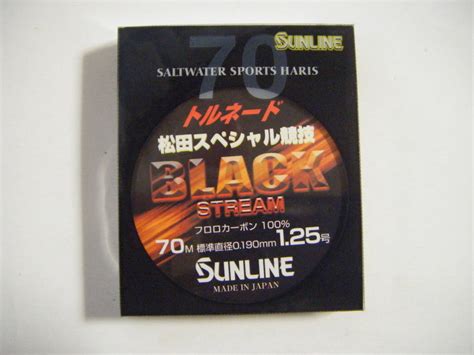 70
SUNLINE
SALTWATER SPORTS HARIS
トルネード
松田スペシャル競技
BLACK
STREAM
フロロカーボン 100%
70M 標準直径0.190mm 1.25号
SUNLINE
MADE IN JAPAN